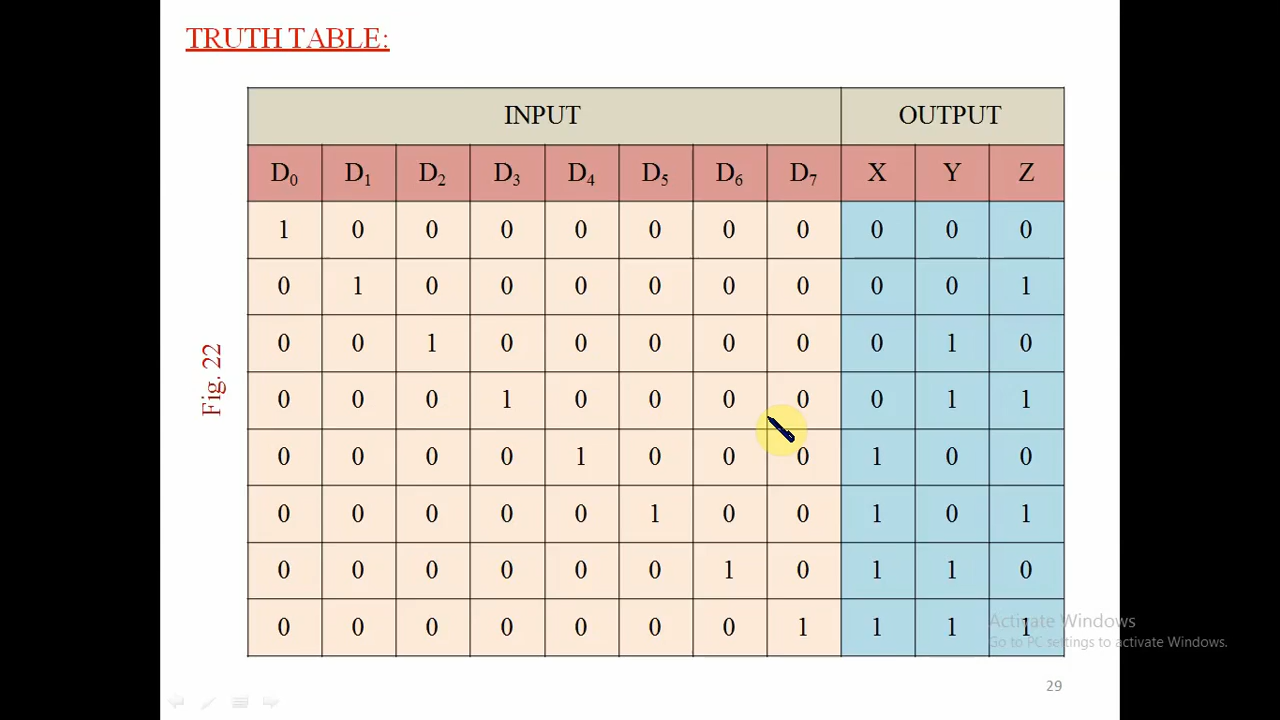 TRUTH TABLE:
INPUT OUTPUT
D₀ D₁ D₂ D₃ D₄ D₅ D₆ D₇ X Y Z
1 0 0 0 0 0 0 0 0 0 0
0 1 0 0 0 0 0 0 0 0 1
0 0 1 0 0 0 0 0 0 1 0
0 0 0 1 0 0 0 0 0 1 1
0 0 0 0 1 0 0 0 1 0 0
0 0 0 0 0 1 0 0 1 0 1
0 0 0 0 0 0 1 0 1 1 0
0 0 0 0 0 0 0 1 1 1 1
Fig. 22
Activate Windows
Go to PC settings to activate Windows.
29